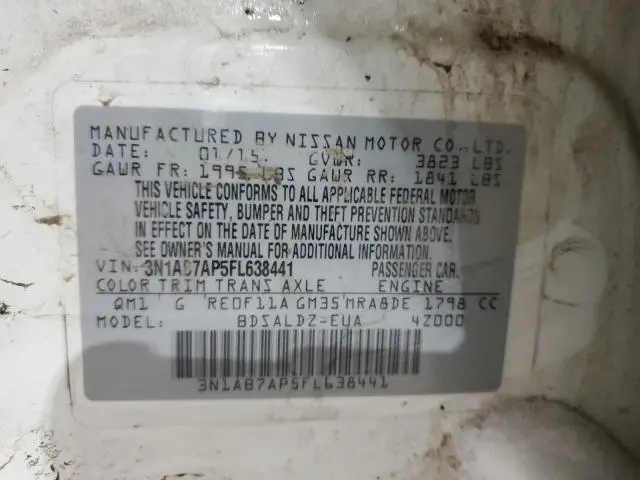 MANUFACTURED BY NISSAN MOTOR CO., LTD.
DATE: 01/15 GVWR: 3823 LBS
GAWR FR: 1995 LBS GAWR RR: 1841 LBS
THIS VEHICLE CONFORMS TO ALL APPLICABLE FEDERAL MOTOR
VEHICLE SAFETY, BUMPER AND THEFT PREVENTION STANDARDS
IN EFFECT ON THE DATE OF MANUFACTURE SHOWN ABOVE.
SEE OWNER'S MANUAL FOR ADDITIONAL INFORMATION.
VIN: 3N1AB7AP5FL638441 PASSENGER CAR
COLOR TRIM TRANS AXLE ENGINE
QM1 G RE0F11A GM35 MRA8DE 1798 CC
MODEL: BDSALDZ-EUA 42000
3N1AB7AP5FL638441